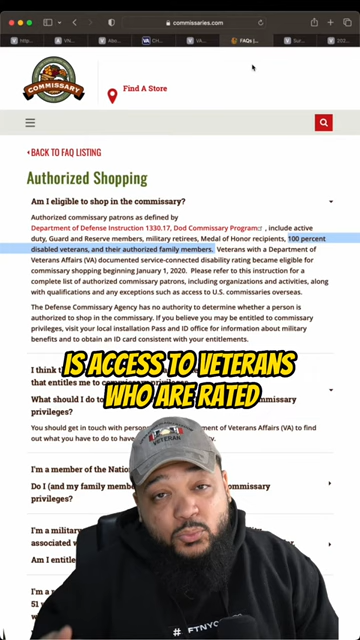 commissaries.com
VA...
FAQs |...
COMMISSARY
Find A Store
BACK TO FAQ LISTING
Authorized Shopping
Am I eligible to shop in the commissary?
Authorized commissary patrons as defined by
Department of Defense Instruction 1330.17, DoD Commissary Program, include active
duty, Guard and Reserve members, military retirees, Medal of Honor recipients, 100 percent
disabled veterans, and their authorized family members. Veterans with a Department of
Veterans Affairs (VA) documented service-connected disability rating became eligible for
commissary shopping beginning January 1, 2020. Please refer to this instruction for a
complete list of authorized commissary patrons, including organizations and activities, along
with qualifications and any exceptions such as access to U.S. commissaries overseas.
The Defense Commissary Agency has no authority to determine whether a person is
authorized to shop in the commissary. If you believe you may be entitled to commissary
privileges, visit your local installation Pass and ID office for information about military
benefits and to obtain an ID card consistent with your entitlements.
I think t
IS ACCESS TO VETERANS
that entitles me to commissary privileges
WHO ARE RATED
What should I do to
privileges?
You should get in touch with
Veterans Affairs (VA) to find
out what you have to do to have
I'm a member of the Nation
Do I (and my family memb
privileges?
I'm a military
associated w
Am I entitle
I'm a
51
VETERAN
# FTNYC